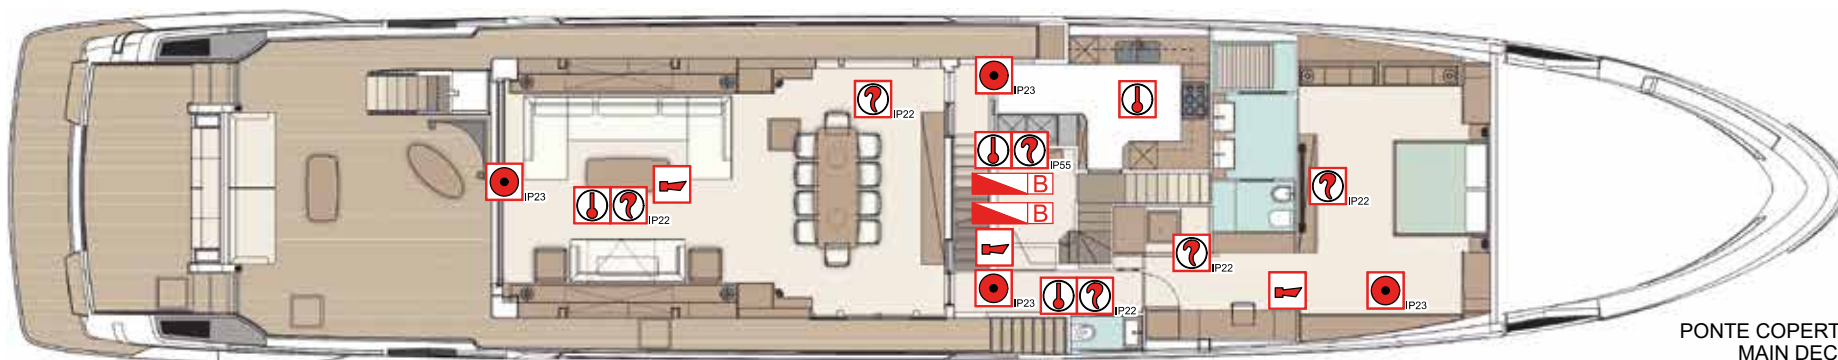 IP23
IP22
IP55
B
IP23
IP22
IP22
B
IP22
IP23
IP22
IP23
PONTE COPERT
MAIN DEC